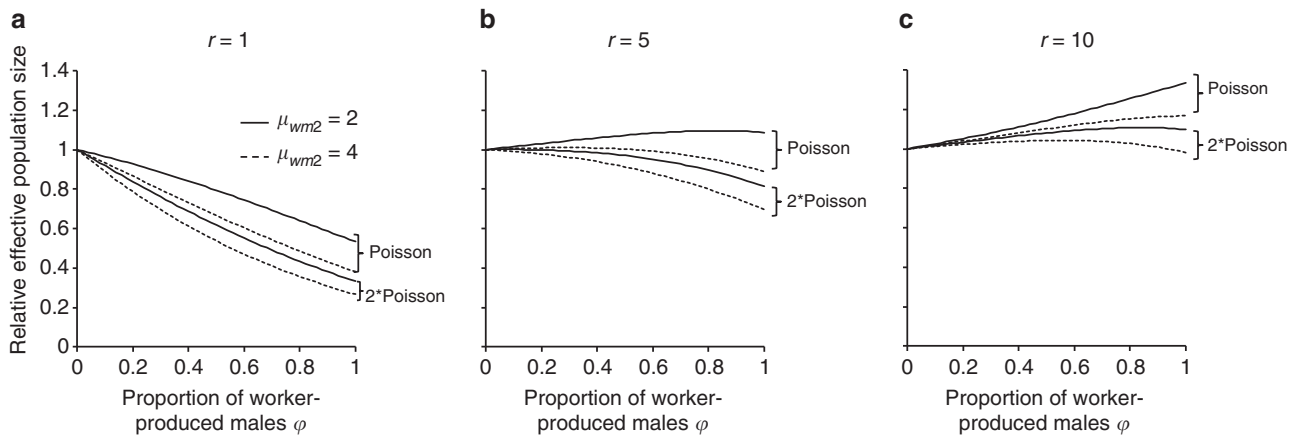 a
r = 1
Relative effective population size
1.4
1.2
1
0.8
0.6
0.4
0.2
0
μwm2 = 2
μwm2 = 4
Poisson
2*Poisson
0 0.2 0.4 0.6 0.8 1
Proportion of worker-
produced males φ
b
r = 5
Poisson
2*Poisson
0 0.2 0.4 0.6 0.8 1
Proportion of worker-
produced males φ
c
r = 10
Poisson
2*Poisson
0 0.2 0.4 0.6 0.8 1
Proportion of worker-
produced males φ